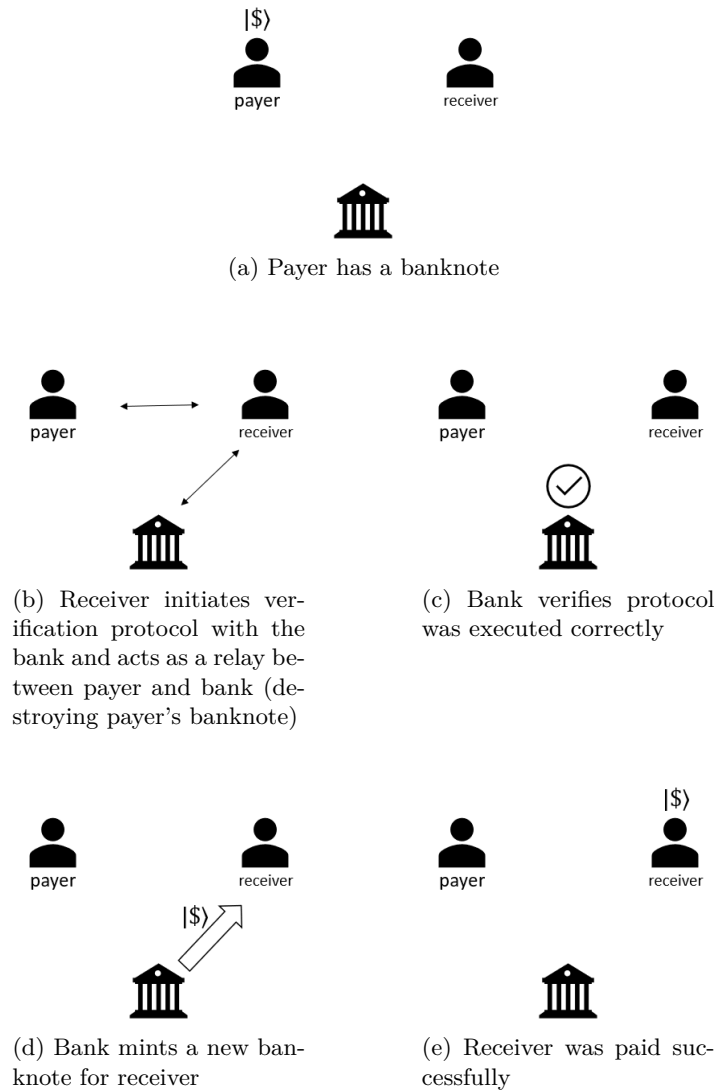 |$⟩
payer
receiver
(a) Payer has a banknote
payer
receiver
payer
receiver
(b) Receiver initiates ver-
ification protocol with the
bank and acts as a relay be-
tween payer and bank (de-
stroying payer's banknote)
(c) Bank verifies protocol
was executed correctly
payer
receiver
|$⟩
|$⟩
payer
receiver
(d) Bank mints a new ban-
knote for receiver
(e) Receiver was paid suc-
cessfully